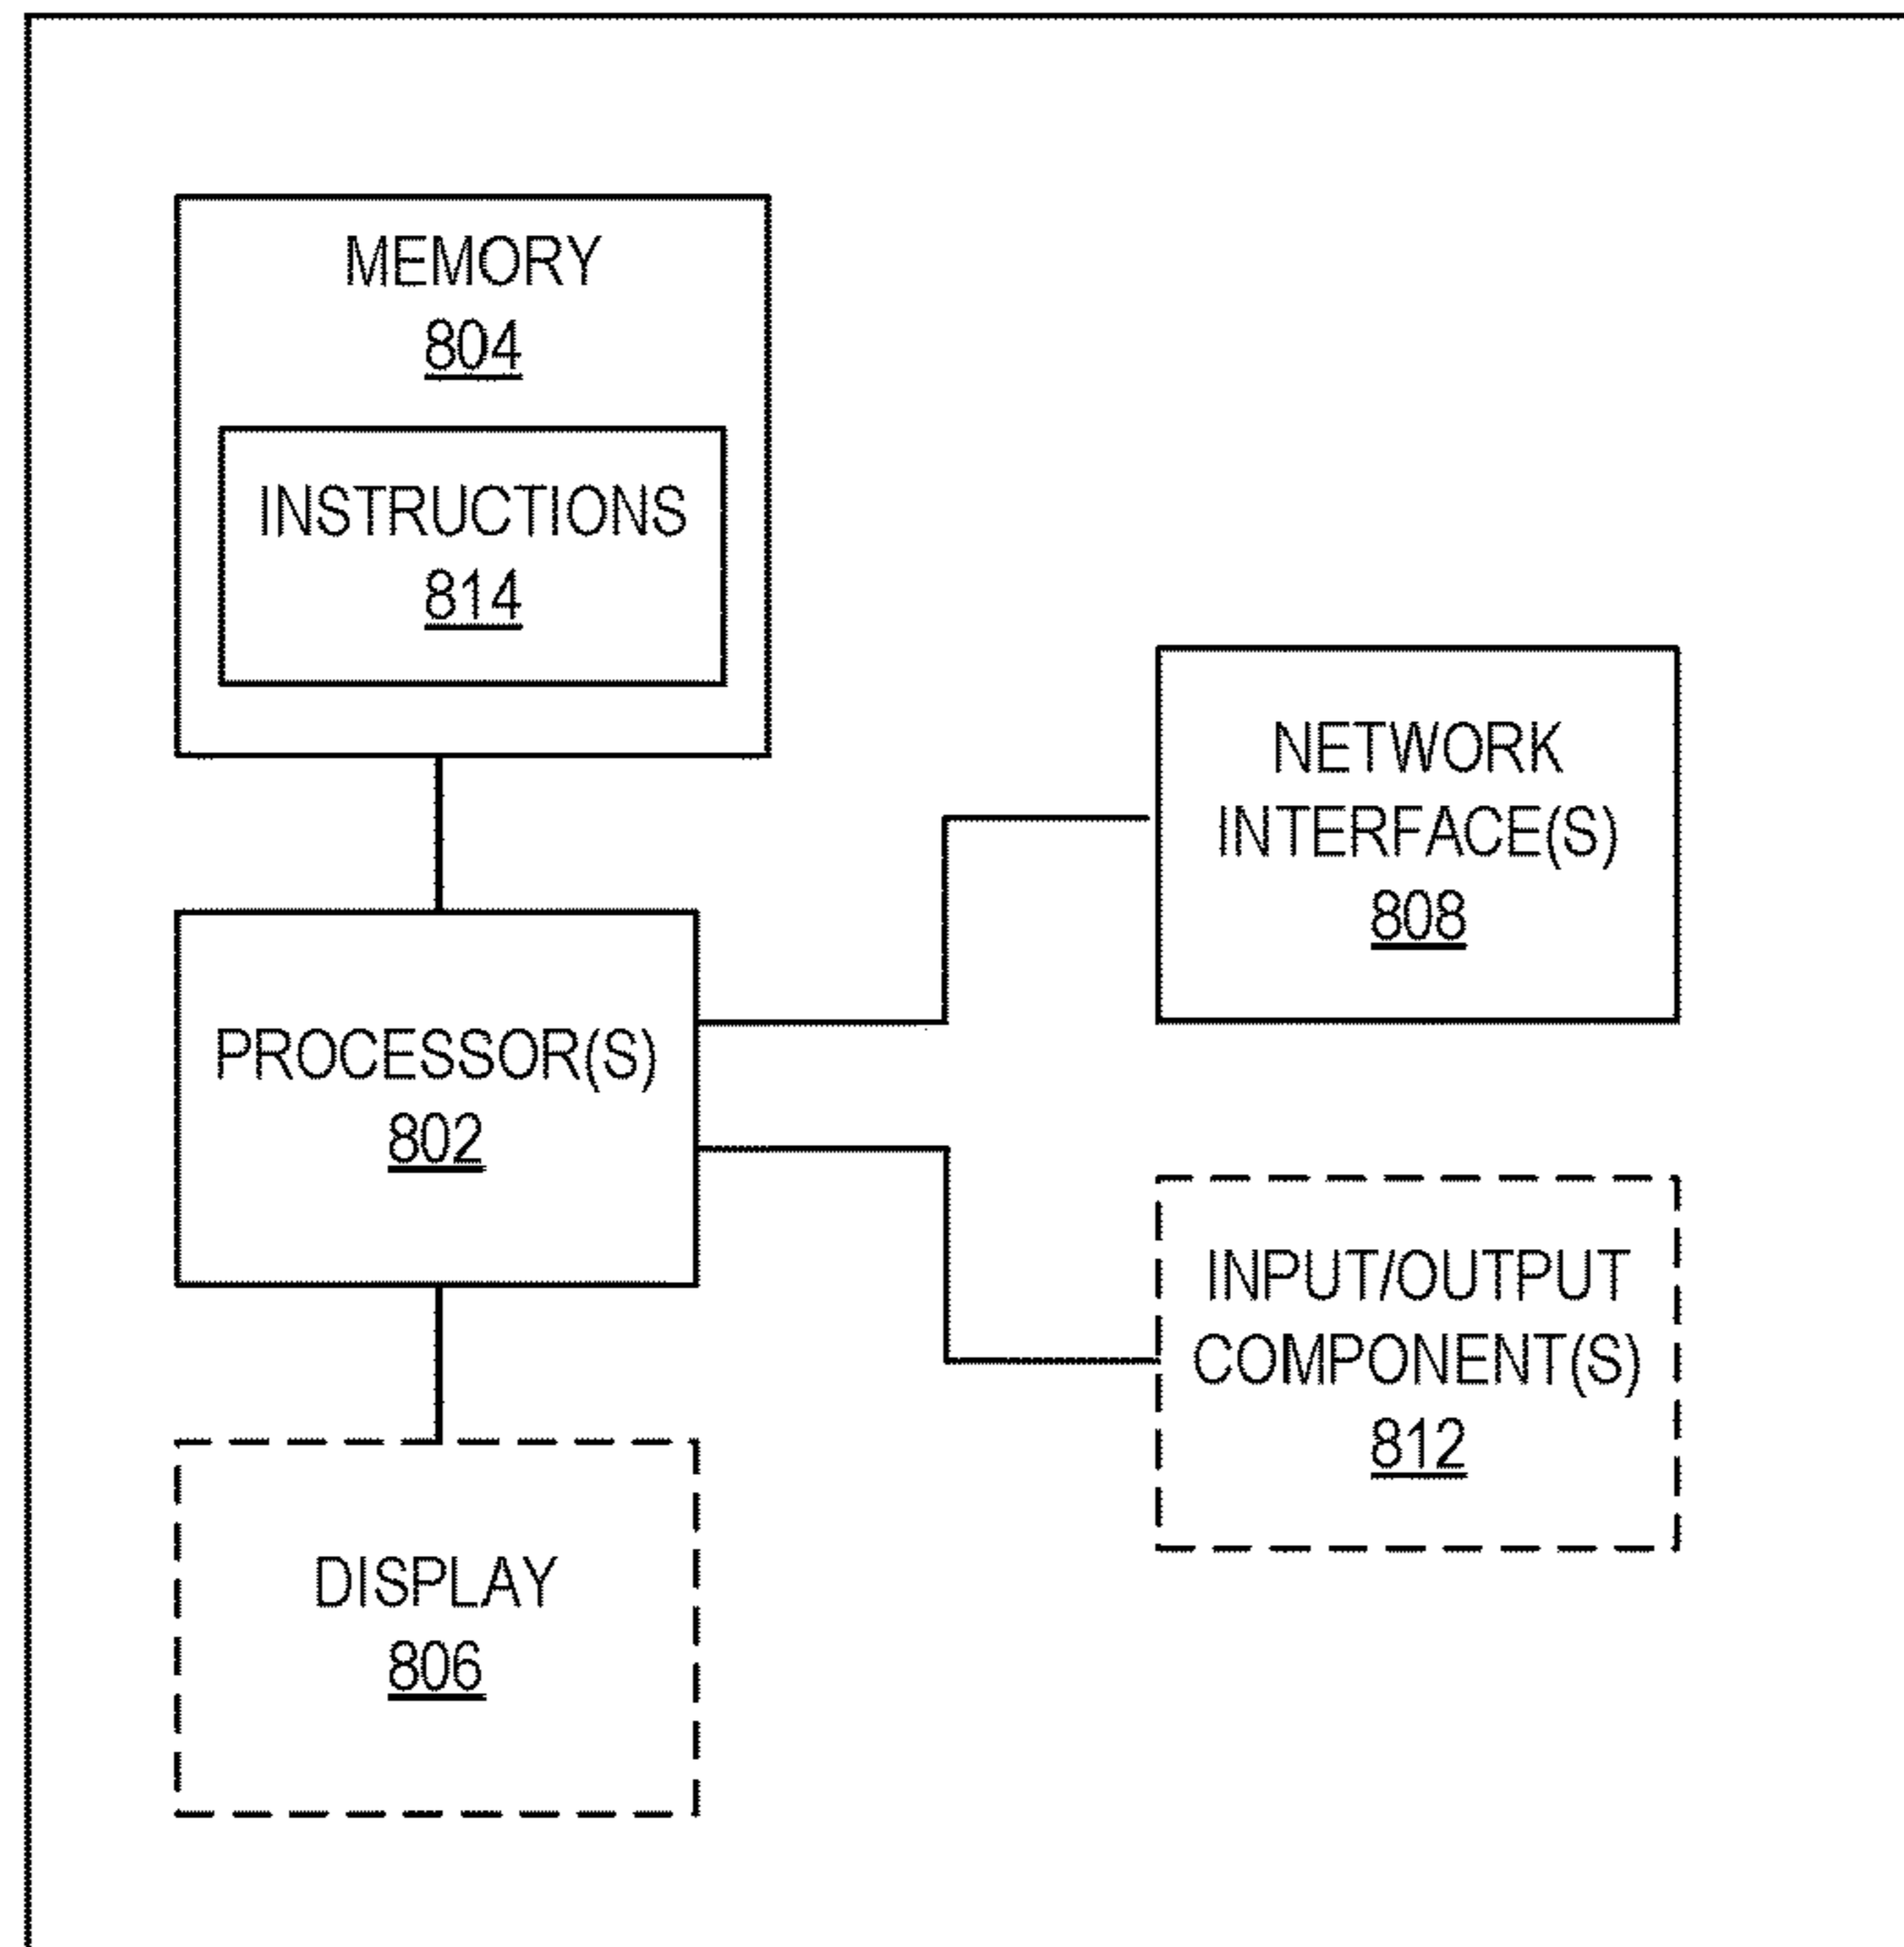 MEMORY
804
INSTRUCTIONS
814
NETWORK
INTERFACE(S)
808
PROCESSOR(S)
802
INPUT/OUTPUT
COMPONENT(S)
812
DISPLAY
806